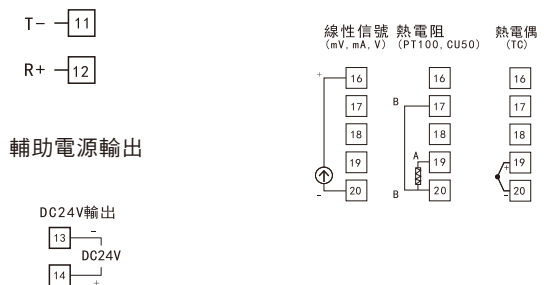 T- 11
R+ 12
輔助電源輸出
DC24V輸出
13 -
DC24V
14 +
線性信號 熱電阻 熱電偶
(mV, mA, V) (PT100, CU50) (TC)
+ 16 16 16
17 B 17 17
18 18 18
19 A 19 + 19
- 20 B 20 - 20